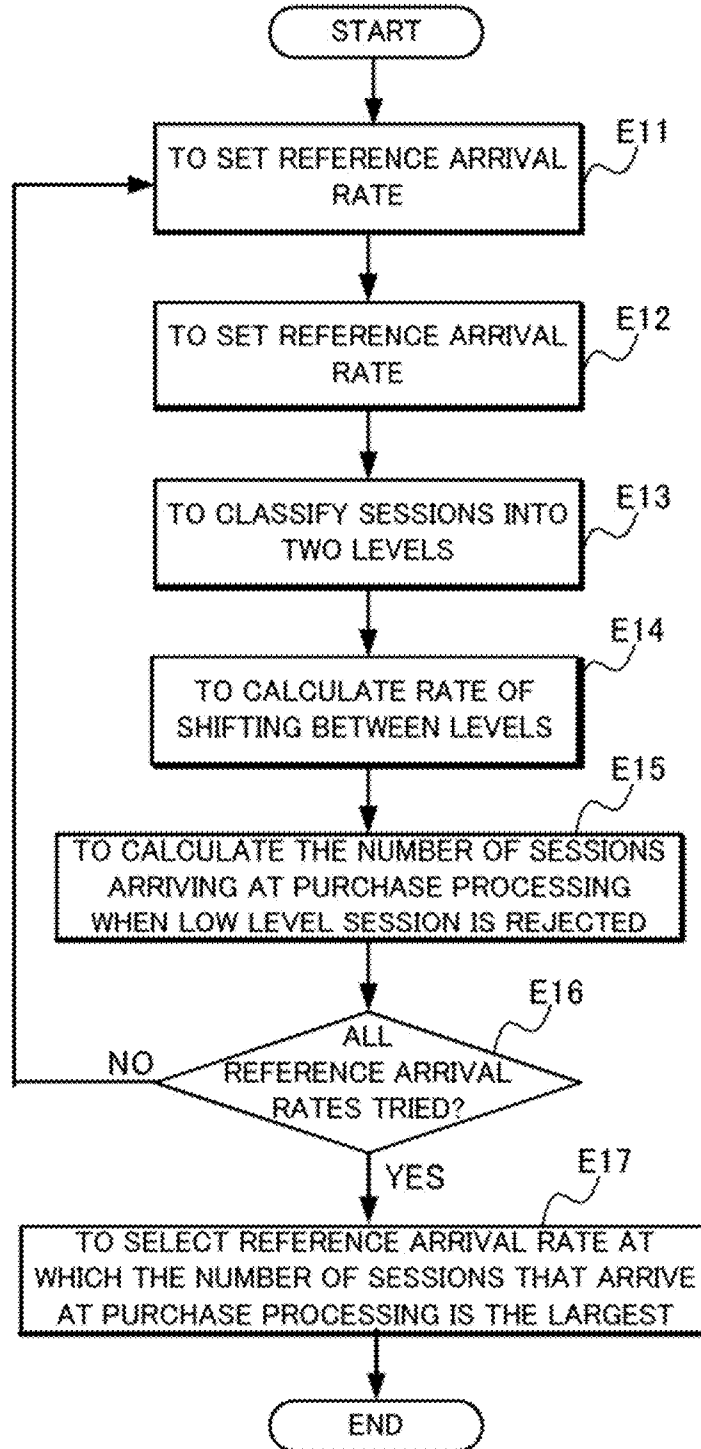 START
E11
TO SET REFERENCE ARRIVAL
RATE
E12
TO SET REFERENCE ARRIVAL
RATE
E13
TO CLASSIFY SESSIONS INTO
TWO LEVELS
E14
TO CALCULATE RATE OF
SHIFTING BETWEEN LEVELS
E15
TO CALCULATE THE NUMBER OF SESSIONS
ARRIVING AT PURCHASE PROCESSING
WHEN LOW LEVEL SESSION IS REJECTED
E16
ALL
REFERENCE ARRIVAL
RATES TRIED?
NO
YES
E17
TO SELECT REFERENCE ARRIVAL RATE AT
WHICH THE NUMBER OF SESSIONS THAT ARRIVE
AT PURCHASE PROCESSING IS THE LARGEST
END